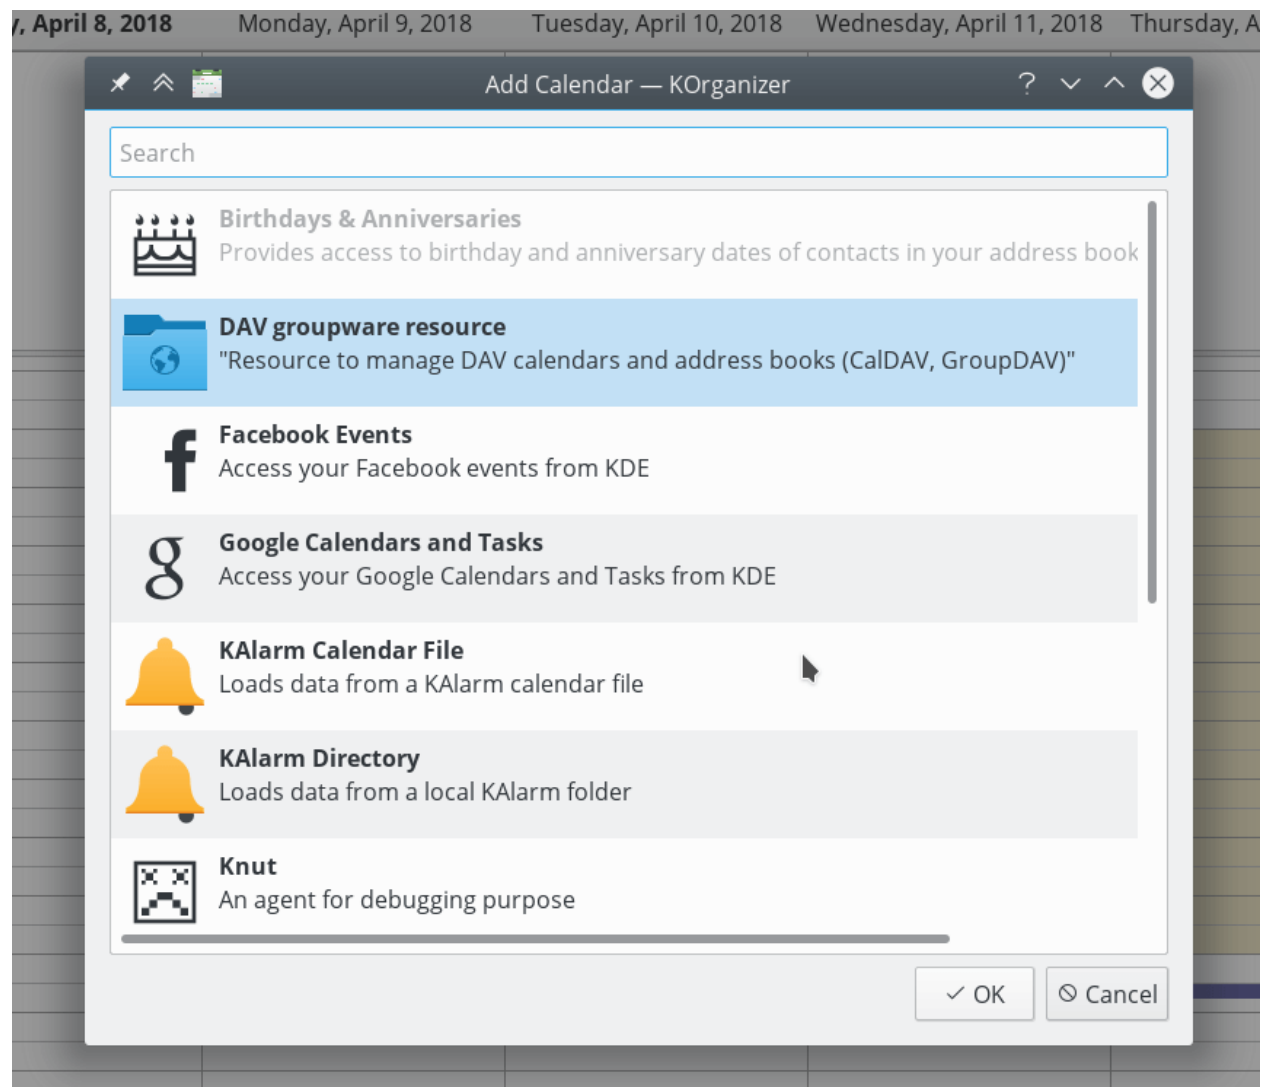 , April 8, 2018 Monday, April 9, 2018 Tuesday, April 10, 2018 Wednesday, April 11, 2018 Thursday, A
Add Calendar — KOrganizer
Search
Birthdays & Anniversaries
Provides access to birthday and anniversary dates of contacts in your address book
DAV groupware resource
"Resource to manage DAV calendars and address books (CalDAV, GroupDAV)"
Facebook Events
Access your Facebook events from KDE
Google Calendars and Tasks
Access your Google Calendars and Tasks from KDE
KAlarm Calendar File
Loads data from a KAlarm calendar file
KAlarm Directory
Loads data from a local KAlarm folder
Knut
An agent for debugging purpose
OK Cancel